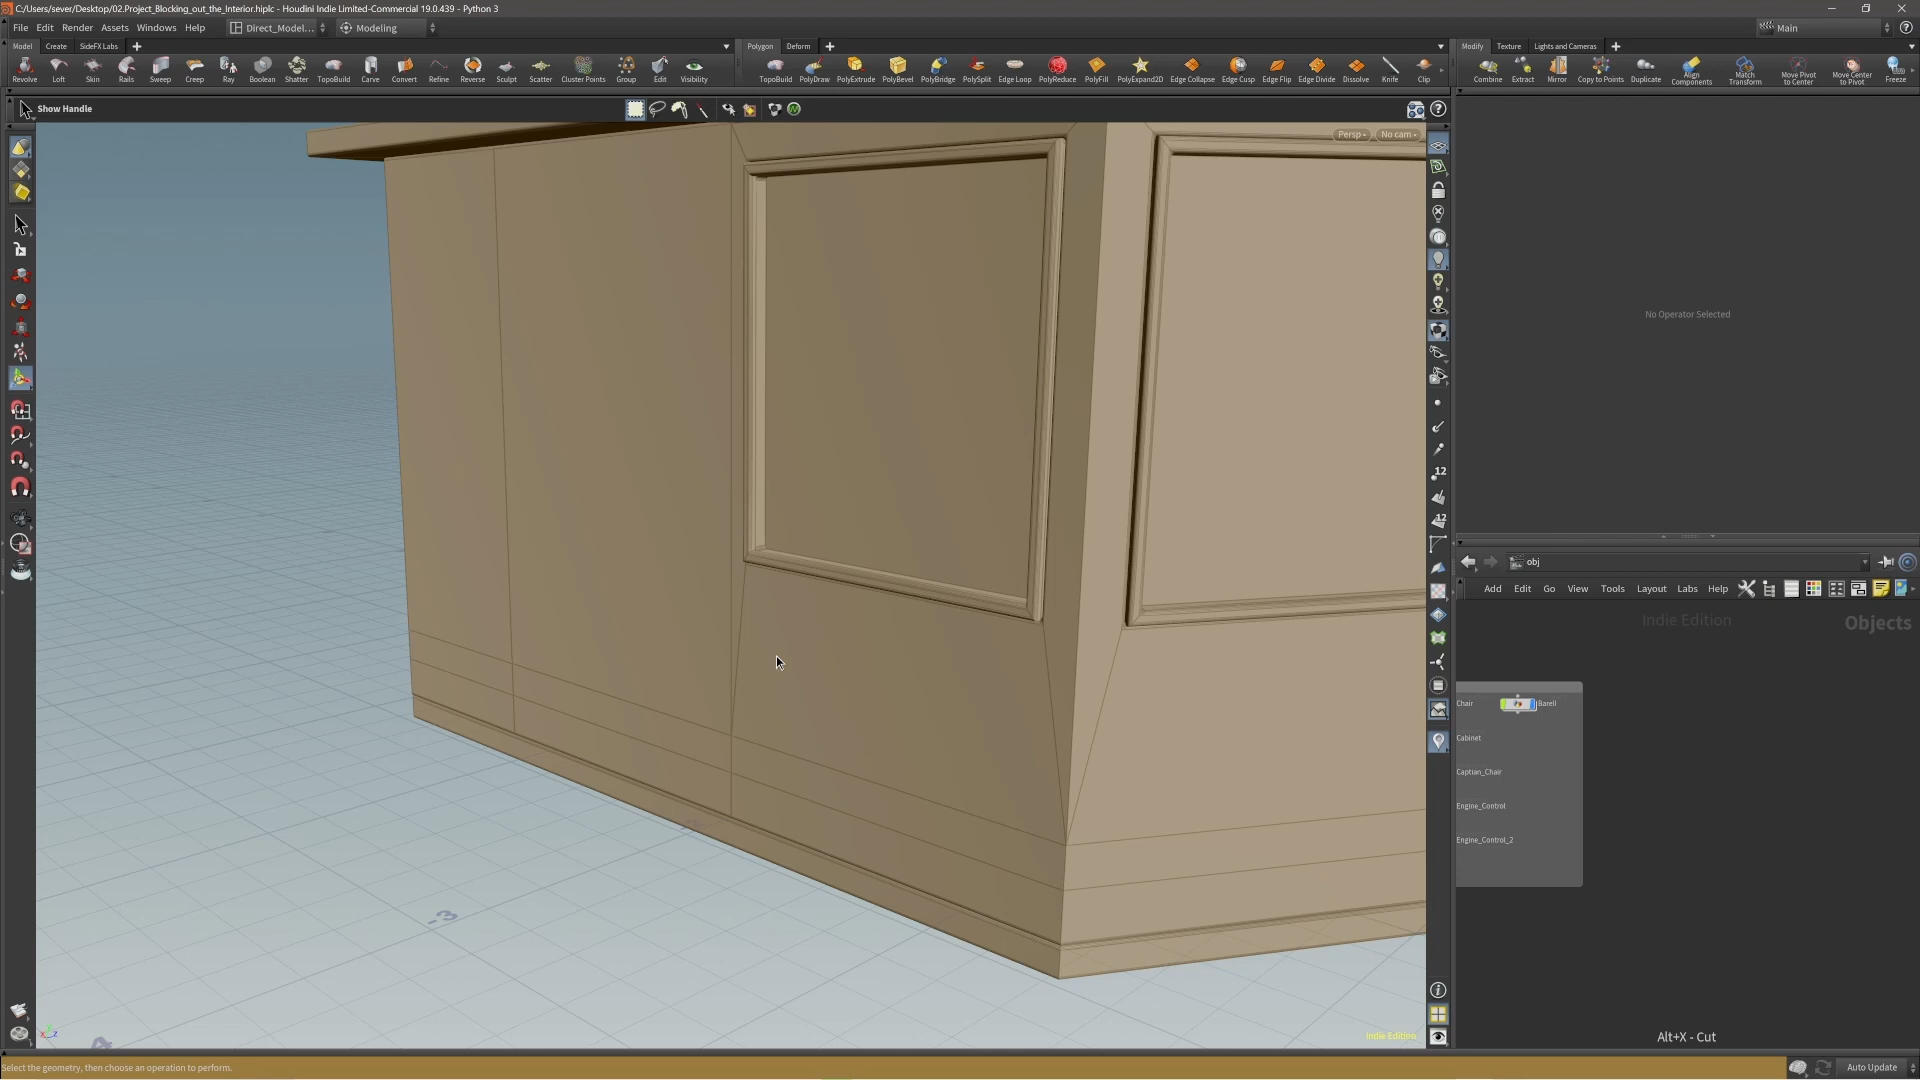 C:/Users/sever/Desktop/02.Project_Blocking_out_the_Interior.hiplc - Houdini Indie Limited-Commercial 19.0.439 - Python 3
File Edit Render Assets Windows Help Direct_Model... Modeling Main
Model Create SideFX Labs Polygon Deform Modify Texture Lights and Cameras
Revolve Loft Skin Rails Sweep Creep Ray Boolean Shatter TopoBuild Carve Convert Refine Reverse Sculpt Scatter Cluster Points Group Edit Visibility
TopoBuild PolyDraw PolyExtrude PolyBevel PolyBridge PolySplit Edge Loop PolyReduce PolyFill PolyExpand2D Edge Collapse Edge Cusp Edge Flip Edge Divide Dissolve Knife Clip
Combine Extract Mirror Copy to Points Duplicate Align Components Match Transform Move Pivot to Center Move Center to Pivot Freeze
Show Handle
Persp No cam
No Operator Selected
12
12
obj
Add Edit Go View Tools Layout Labs Help
Indie Edition Objects
Chair Barell
Cabinet
Captian_Chair
Engine_Control
Engine_Control_2
-3
4
x z
Indie Edition
Alt+X - Cut
Select the geometry, then choose an operation to perform.
Auto Update